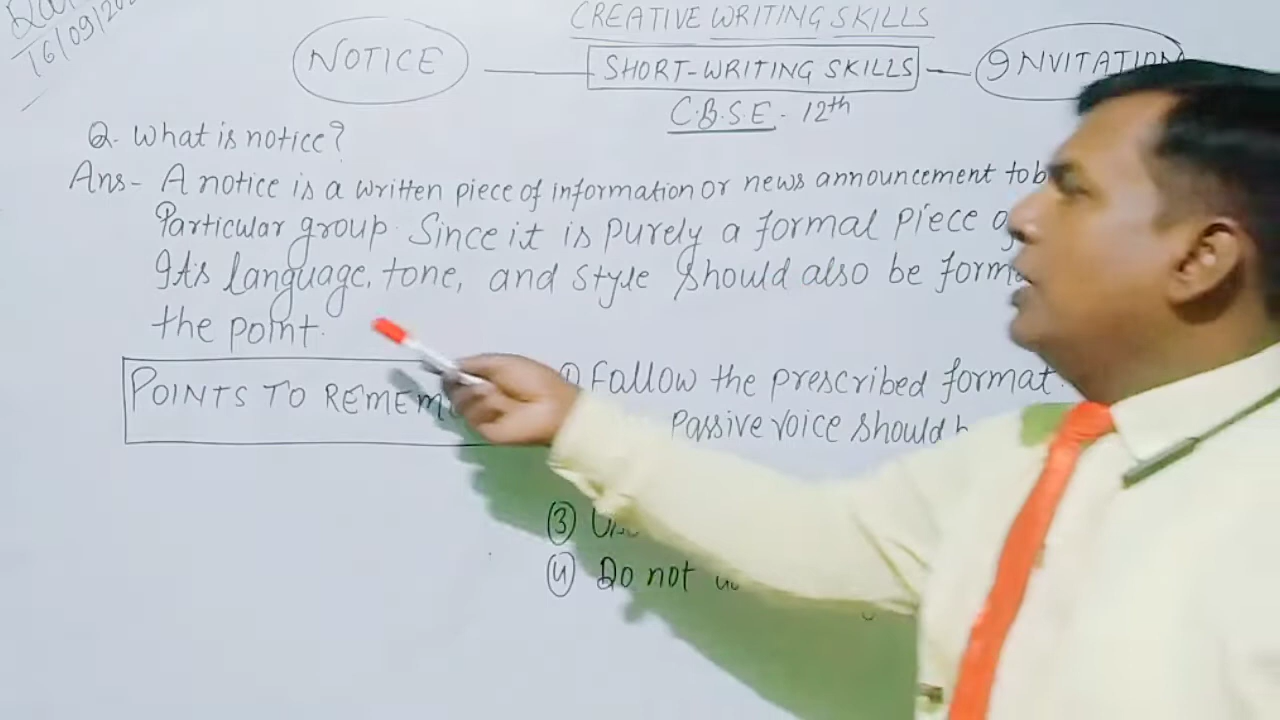 16/09/20
CREATIVE WRITING SKILLS
NOTICE
SHORT-WRITING SKILLS
INVITATION
C.B.S.E - 12th
Q. What is notice?
Ans - A notice is a written piece of information or news announcement to b
Particular group. Since it is purely a formal piece
Its language, tone, and style should also be form
the point.
POINTS TO REMEM
① Follow the prescribed format
Passive voice should
③
④ Do not